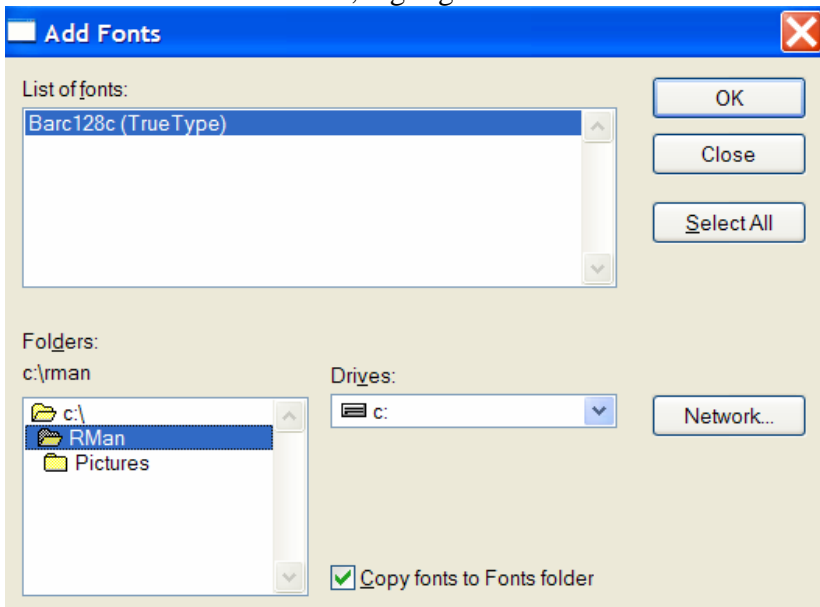 Add Fonts
List of fonts:
Barc128c (TrueType)
OK
Close
Select All
Folders:
c:\rman
Drives:
c:\
c:
Network...
RMan
Pictures
Copy fonts to Fonts folder